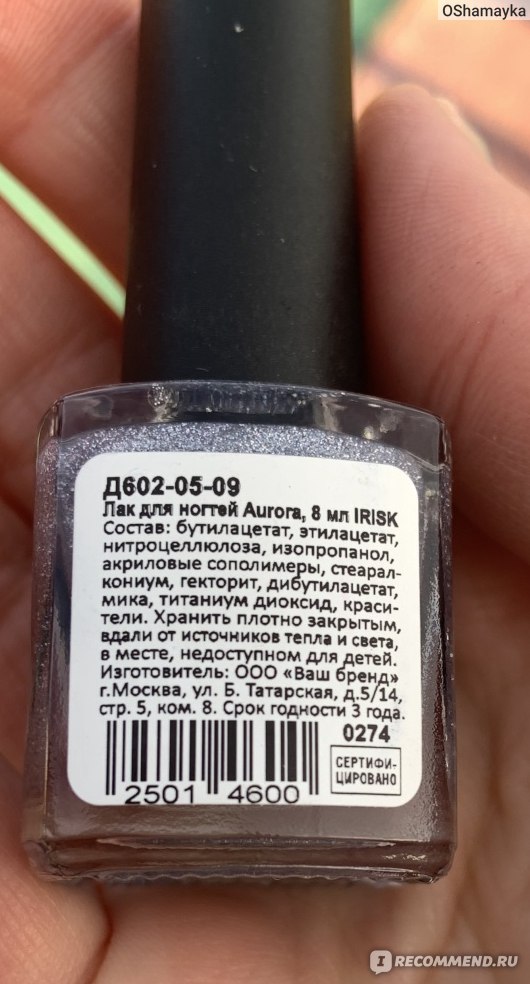 OShamayka
Д602-05-09
Лак для ногтей Aurora, 8 мл IRISK
Состав: бутилацетат, этилацетат,
нитроцеллюлоза, изопропанол,
акриловые сополимеры, стеарал-
кониум, гекторит, дибутилацетат,
мика, титаниум диоксид, краси-
тели. Хранить плотно закрытым,
вдали от источников тепла и света,
в месте, недоступном для детей.
Изготовитель: ООО «Ваш бренд»
г.Москва, ул. Б. Татарская, д.5/14,
стр. 5, ком. 8. Срок годности 3 года.
0274
СЕРТИФИ-
ЦИРОВАНО
2501 4600
I RECOMMEND.RU